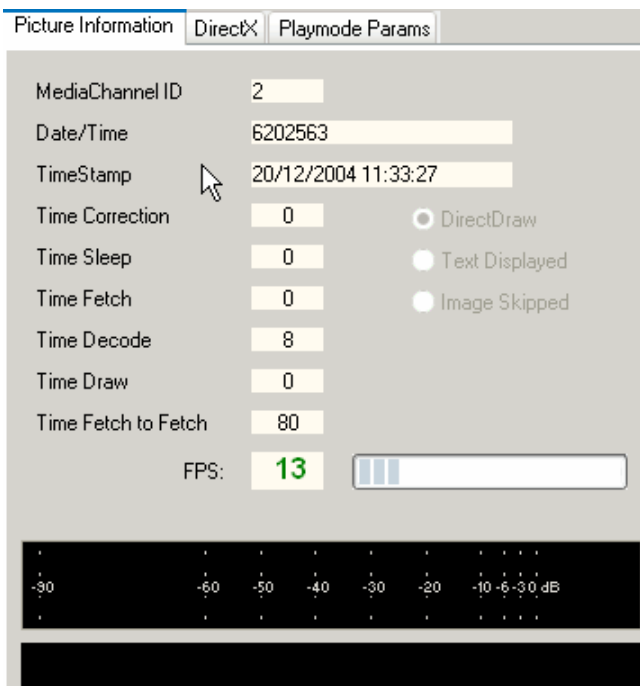 Picture Information DirectX Playmode Params
MediaChannel ID 2
Date/Time 6202563
TimeStamp 20/12/2004 11:33:27
Time Correction 0 DirectDraw
Time Sleep 0 Text Displayed
Time Fetch 0 Image Skipped
Time Decode 8
Time Draw 0
Time Fetch to Fetch 80
FPS: 13
-90 -60 -50 -40 -30 -20 -10 -6 -3 0 dB